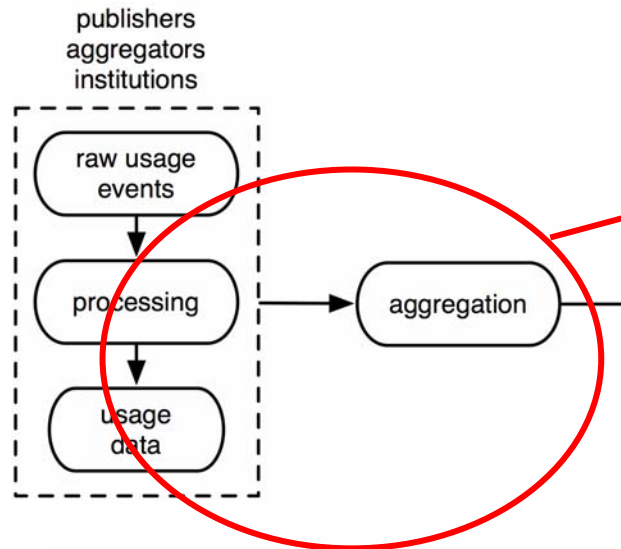 publishers
aggregators
institutions
raw usage
events
processing
aggregation
usage
data